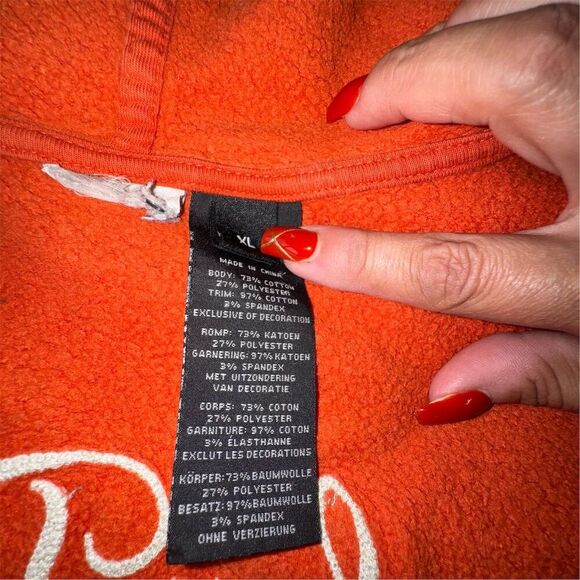 XL
MADE IN CHINA
BODY: 73% COTTON
27% POLYESTER
TRIM: 97% COTTON
3% SPANDEX
EXCLUSIVE OF DECORATION
ROMP: 73% KATOEN
27% POLYESTER
GARNERING: 97% KATOEN
3% SPANDEX
MET UITZONDERING
VAN DECORATIE
CORPS: 73% COTON
27% POLYESTER
GARNITURE: 97% COTON
3% ÉLASTHANNE
EXCLUT LES DECORATIONS
KÖRPER:73%BAUMWOLLE
27% POLYESTER
BESATZ: 97%BAUMWOLLE
3% SPANDEX
OHNE VERZIERUNG